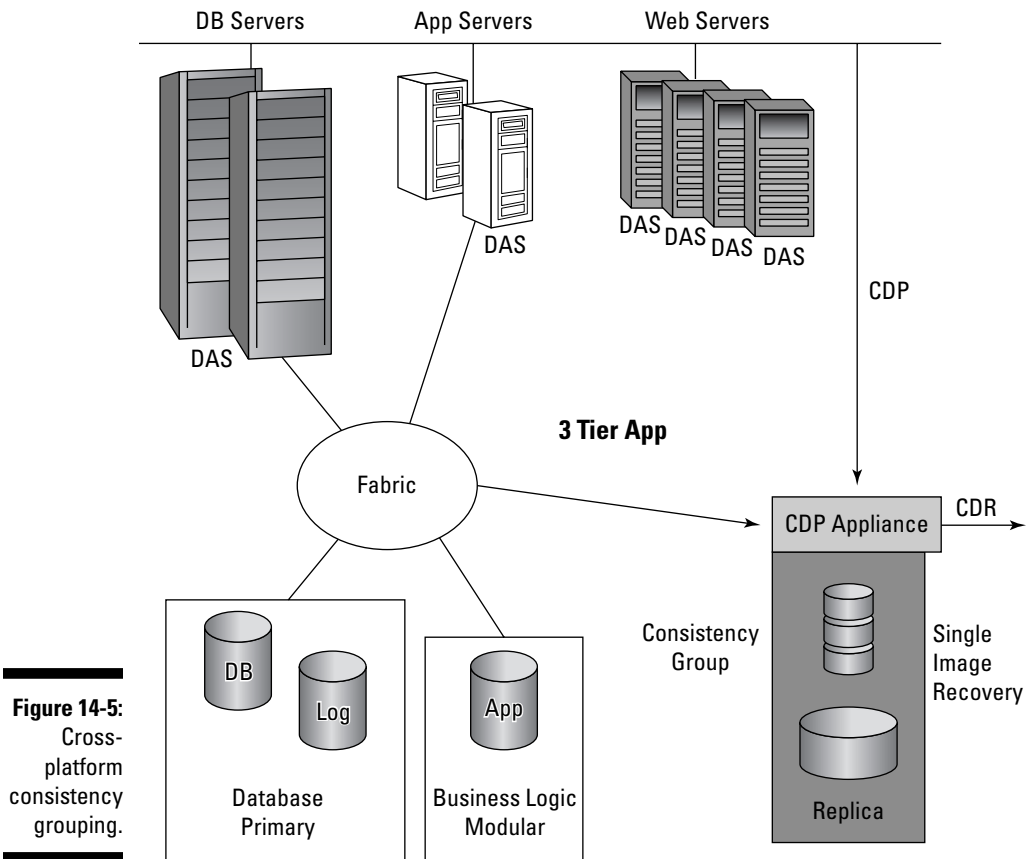 DB Servers
App Servers
Web Servers
DAS
DAS
DAS
DAS
DAS
DAS
CDP
3 Tier App
Fabric
CDP Appliance
CDR
DB
Log
Database
Primary
App
Business Logic
Modular
Consistency
Group
Single
Image
Recovery
Replica
Figure 14-5:
Cross-
platform
consistency
grouping.